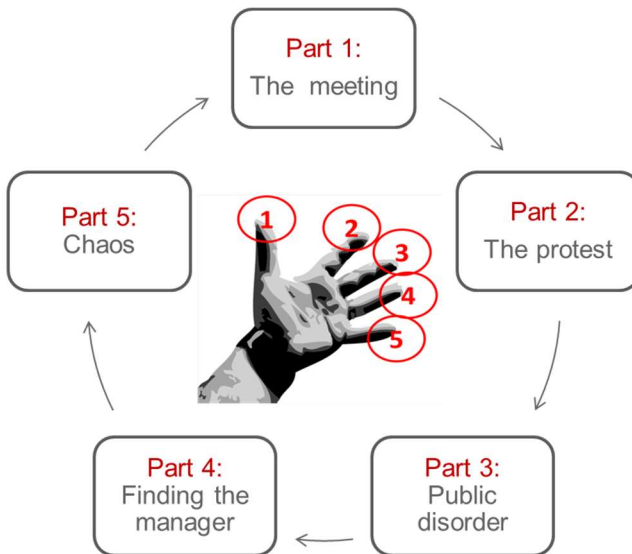 Part 1:
The meeting
Part 2:
The protest
Part 3:
Public
disorder
Part 4:
Finding the
manager
Part 5:
Chaos
1
2
3
4
5